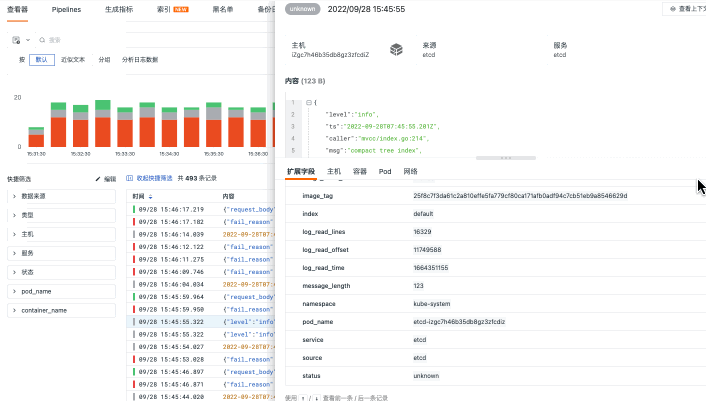 查看器 Pipelines 生成指标 索引 NEW 黑名单 备份日
搜索
按 默认 近似文本 分组 分析日志数据
20
0
15:31:30 15:32:30 15:33:30 15:34:30 15:35:30 15:36:30
快捷筛选 编辑
数据来源
类型
主机
服务
状态
pod_name
container_name
收起快捷筛选 共 493 条记录
时间 内容
09/28 15:46:17.219 {"request_body"
09/28 15:46:17.182 {"fail_reason"
09/28 15:46:14.039 2022-09-28T07:
09/28 15:46:12.122 {"fail_reason"
09/28 15:46:11.275 {"fail_reason"
09/28 15:46:09.746 {"fail_reason"
09/28 15:46:04.034 2022-09-28T07:
09/28 15:45:59.964 {"request_body"
09/28 15:45:59.950 {"fail_reason"
09/28 15:45:55.322 {"level":"info"
09/28 15:45:55.322 {"level":"info"
09/28 15:45:54.027 2022-09-28T07:
09/28 15:45:53.028 {"fail_reason"
09/28 15:45:46.897 {"request_body"
09/28 15:45:46.871 {"fail_reason"
09/28 15:45:44.020 2022-09-28T07:
unknown 2022/09/28 15:45:55
查看上下文
主机 来源 服务
iZgc7h46b35db8gz3zfcdiZ etcd etcd
内容 (123 B)
1 {
2 "level":"info",
3 "ts":"2022-09-28T07:45:55.201Z",
4 "caller":"mvcc/index.go:214",
5 "msg":"compact tree index",
扩展字段 主机 容器 Pod 网络
image_tag 25f8c7f3da61c2a810effe5fa779cf80ca171afb0adf94c7cb51eb9a8546629d
index default
log_read_lines 16329
log_read_offset 11749588
log_read_time 1664351155
message_length 123
namespace kube-system
pod_name etcd-izgc7h46b35db8gz3zfcdiz
service etcd
source etcd
status unknown
使用 ↑ / ↓ 查看前一条 / 后一条记录